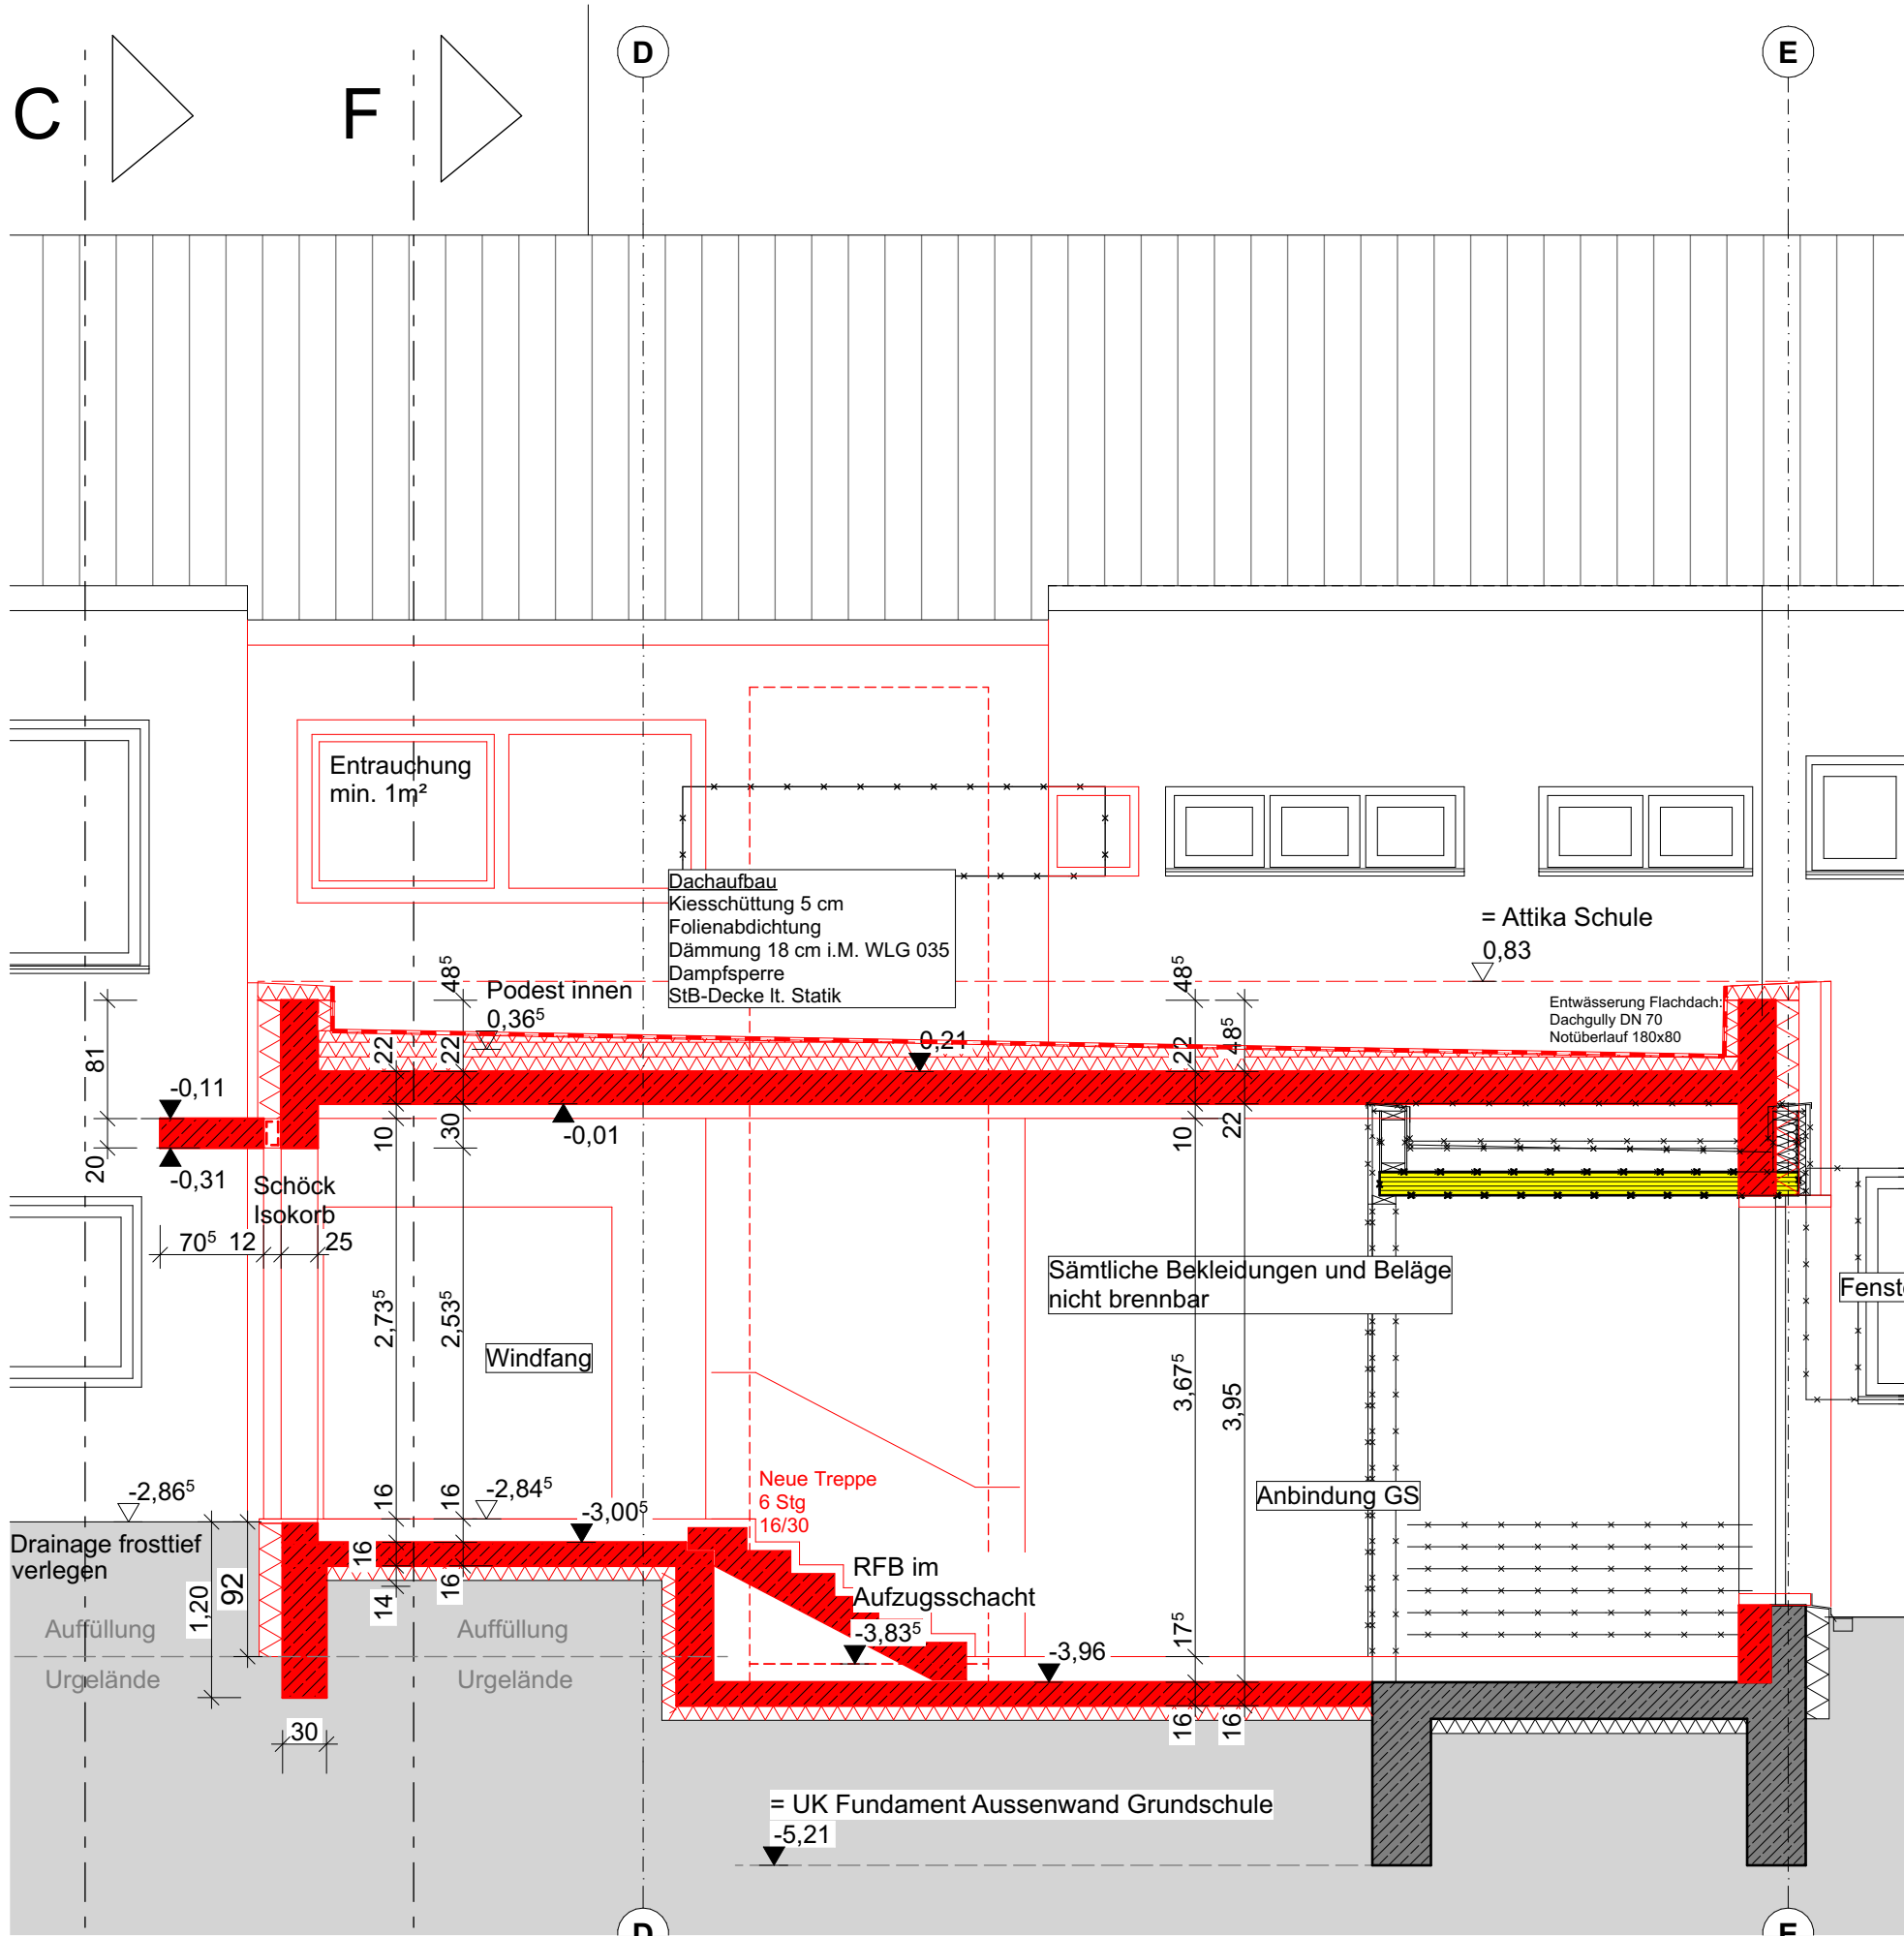 C
F
D
E
Entrauchung
min. 1m²
Dachaufbau
Kiesschüttung 5 cm
Folienabdichtung
Dämmung 18 cm i.M. WLG 035
Dampfsperre
StB-Decke lt. Statik
= Attika Schule
0,83
Entwässerung Flachdach:
Dachgully DN 70
Notüberlauf 180x80
Podest innen
0,36⁵
48⁵
48⁵
48⁵
22
22
22
0,21
81
20
-0,11
-0,31
-0,01
10
30
10
22
Schöck
Isokorb
70⁵
12
25
2,73⁵
2,53⁵
Windfang
Sämtliche Bekleidungen und Beläge
nicht brennbar
Fenst
3,67⁵
3,95
Anbindung GS
Neue Treppe
6 Stg
16/30
-2,86⁵
-2,84⁵
-3,00⁵
16
16
16
16
14
Drainage frosttief
verlegen
1,20
92
RFB im
Aufzugsschacht
-3,83⁵
-3,96
17⁵
16
16
Auffüllung
Auffüllung
Urgelände
Urgelände
30
= UK Fundament Aussenwand Grundschule
-5,21
D
E